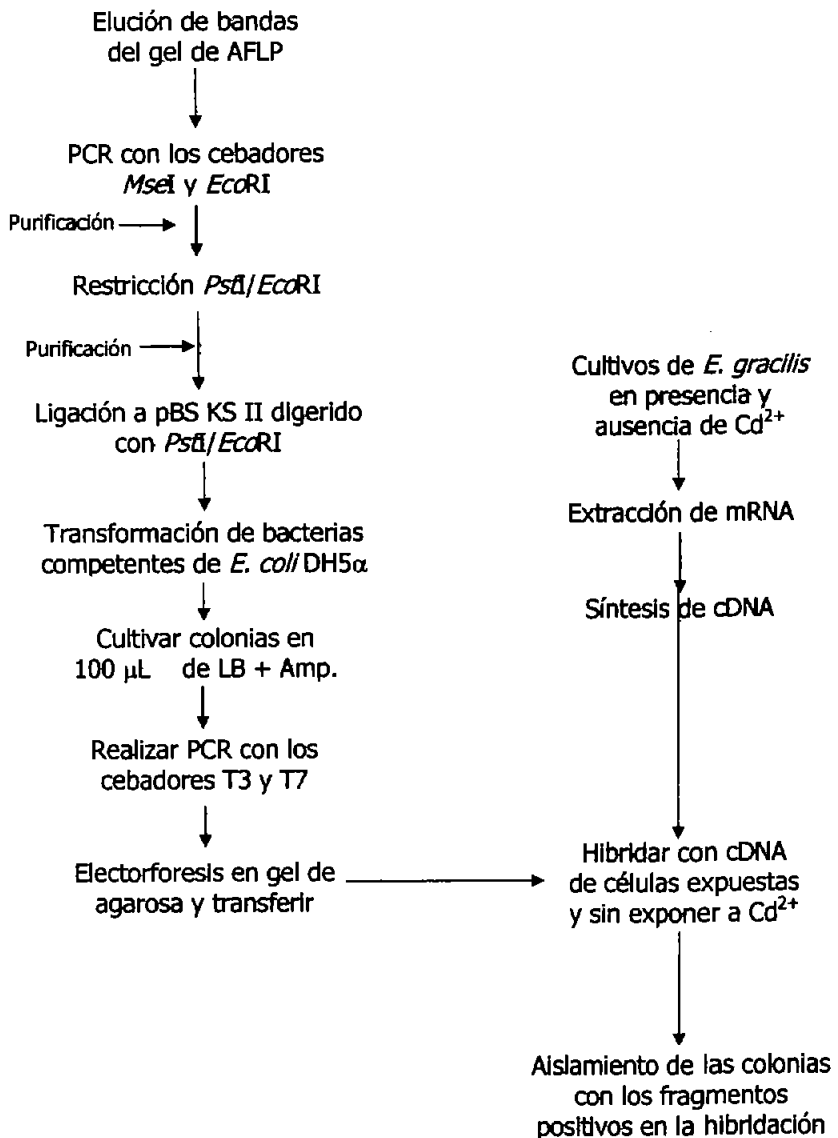 Elución de bandas
del gel de AFLP
PCR con los cebadores
MseI y EcoRI
Purificación
Restricción PstI/EcoRI
Purificación
Ligación a pBS KS II digerido
con PstI/EcoRI
Transformación de bacterias
competentes de E. coli DH5α
Cultivar colonias en
100 μL de LB + Amp.
Realizar PCR con los
cebadores T3 y T7
Electorforesis en gel de
agarosa y transferir
Cultivos de E. gracilis
en presencia y
ausencia de Cd²⁺
Extracción de mRNA
Síntesis de cDNA
Hibridar con cDNA
de células expuestas
y sin exponer a Cd²⁺
Aislamiento de las colonias
con los fragmentos
positivos en la hibridación